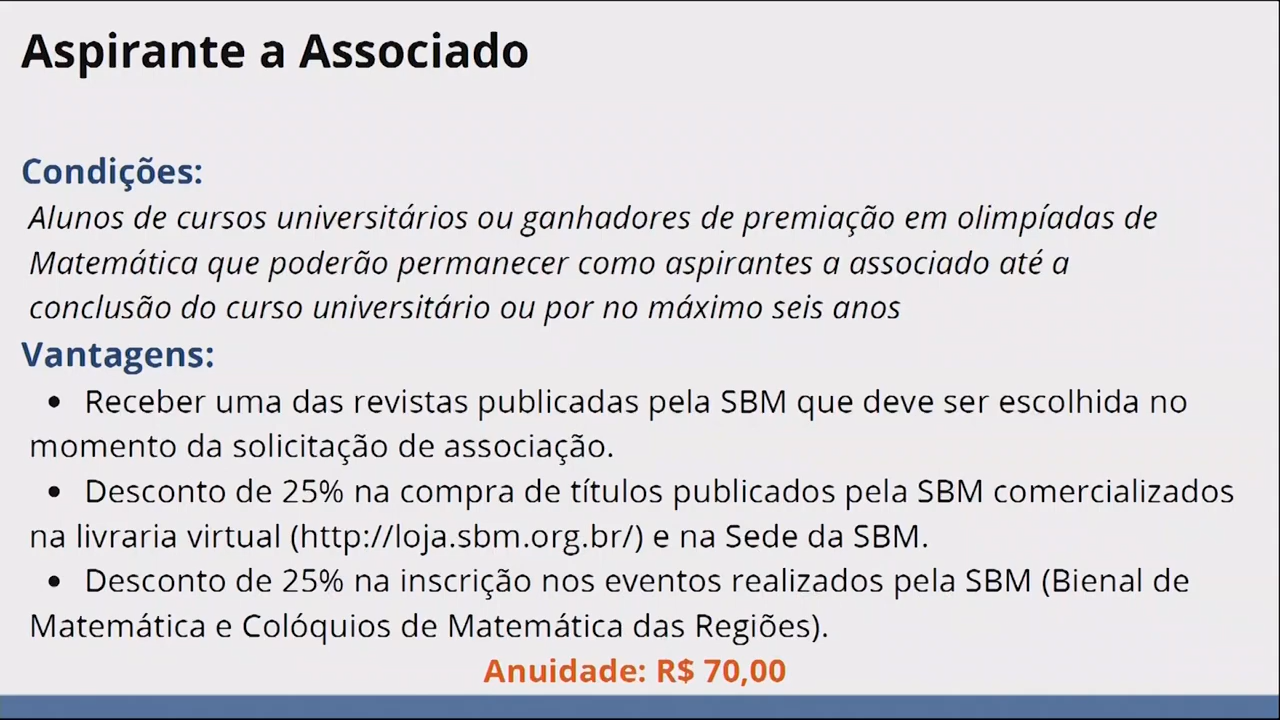 Aspirante a Associado
Condições:
Alunos de cursos universitários ou ganhadores de premiação em olimpíadas de
Matemática que poderão permanecer como aspirantes a associado até a
conclusão do curso universitário ou por no máximo seis anos
Vantagens:
• Receber uma das revistas publicadas pela SBM que deve ser escolhida no
momento da solicitação de associação.
• Desconto de 25% na compra de títulos publicados pela SBM comercializados
na livraria virtual (http://loja.sbm.org.br/) e na Sede da SBM.
• Desconto de 25% na inscrição nos eventos realizados pela SBM (Bienal de
Matemática e Colóquios de Matemática das Regiões).
Anuidade: R$ 70,00